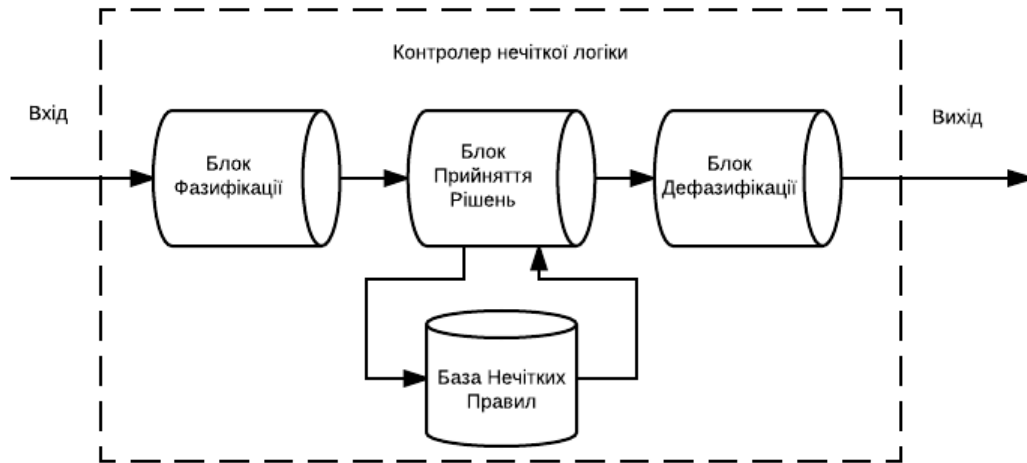 Контролер нечіткої логіки
Вхід
Блок
Фазифікації
Блок
Прийняття
Рішень
Блок
Дефазифікації
Вихід
База Нечітких
Правил